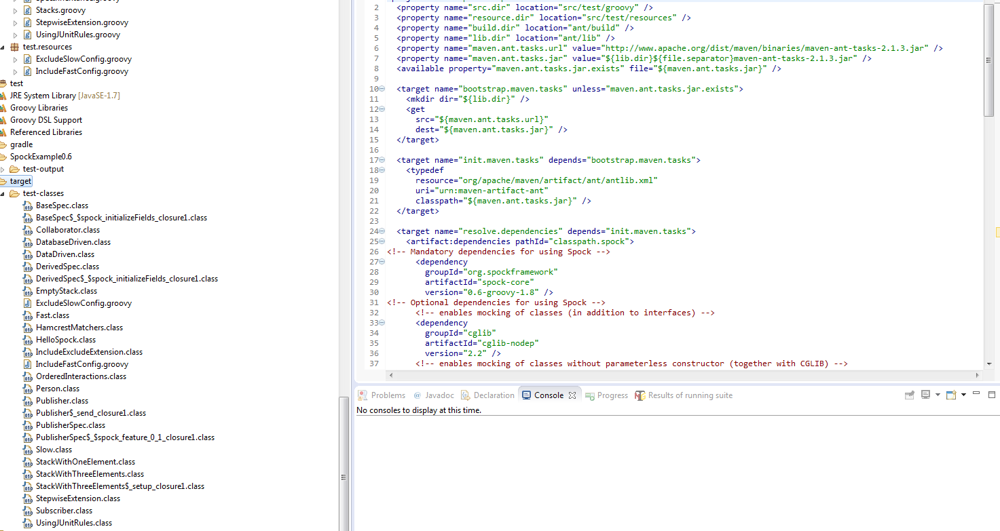 Stacks.groovy
StepwiseExtension.groovy
UsingJUnitRules.groovy
test.resources
ExcludeSlowConfig.groovy
IncludeFastConfig.groovy
test
JRE System Library [JavaSE-1.7]
Groovy Libraries
Groovy DSL Support
Referenced Libraries
gradle
SpockExample0.6
test-output
target
test-classes
BaseSpec.class
BaseSpec$_$spock_initializeFields_closure1.class
Collaborator.class
DatabaseDriven.class
DataDriven.class
DerivedSpec.class
DerivedSpec$_$spock_initializeFields_closure1.class
EmptyStack.class
ExcludeSlowConfig.groovy
Fast.class
HamcrestMatchers.class
HelloSpock.class
IncludeExcludeExtension.class
IncludeFastConfig.groovy
OrderedInteractions.class
Person.class
Publisher.class
Publisher$_send_closure1.class
PublisherSpec.class
PublisherSpec$_$spock_feature_0_1_closure1.class
Slow.class
StackWithOneElement.class
StackWithThreeElements.class
StackWithThreeElements$_setup_closure1.class
StepwiseExtension.class
Subscriber.class
UsingJUnitRules.class
2 <property name="src.dir" location="src/test/groovy" />
3 <property name="resource.dir" location="src/test/resources" />
4 <property name="build.dir" location="ant/build" />
5 <property name="lib.dir" location="ant/lib" />
6 <property name="maven.ant.tasks.url" value="http://www.apache.org/dist/maven/binaries/maven-ant-tasks-2.1.3.jar" />
7 <property name="maven.ant.tasks.jar" value="${lib.dir}${file.separator}maven-ant-tasks-2.1.3.jar" />
8 <available property="maven.ant.tasks.jar.exists" file="${maven.ant.tasks.jar}" />
9
10 <target name="bootstrap.maven.tasks" unless="maven.ant.tasks.jar.exists">
11 <mkdir dir="${lib.dir}" />
12 <get
13 src="${maven.ant.tasks.url}"
14 dest="${maven.ant.tasks.jar}" />
15 </target>
16
17 <target name="init.maven.tasks" depends="bootstrap.maven.tasks">
18 <typedef
19 resource="org/apache/maven/artifact/ant/antlib.xml"
20 uri="urn:maven-artifact-ant"
21 classpath="${maven.ant.tasks.jar}" />
22 </target>
23
24 <target name="resolve.dependencies" depends="init.maven.tasks">
25 <artifact:dependencies pathId="classpath.spock">
26 <!-- Mandatory dependencies for using Spock -->
27 <dependency
28 groupId="org.spockframework"
29 artifactId="spock-core"
30 version="0.6-groovy-1.8" />
31 <!-- Optional dependencies for using Spock -->
32 <!-- enables mocking of classes (in addition to interfaces) -->
33 <dependency
34 groupId="cglib"
35 artifactId="cglib-nodep"
36 version="2.2" />
37 <!-- enables mocking of classes without parameterless constructor (together with CGLIB) -->
Problems @ Javadoc Declaration Console Progress Results of running suite
No consoles to display at this time.